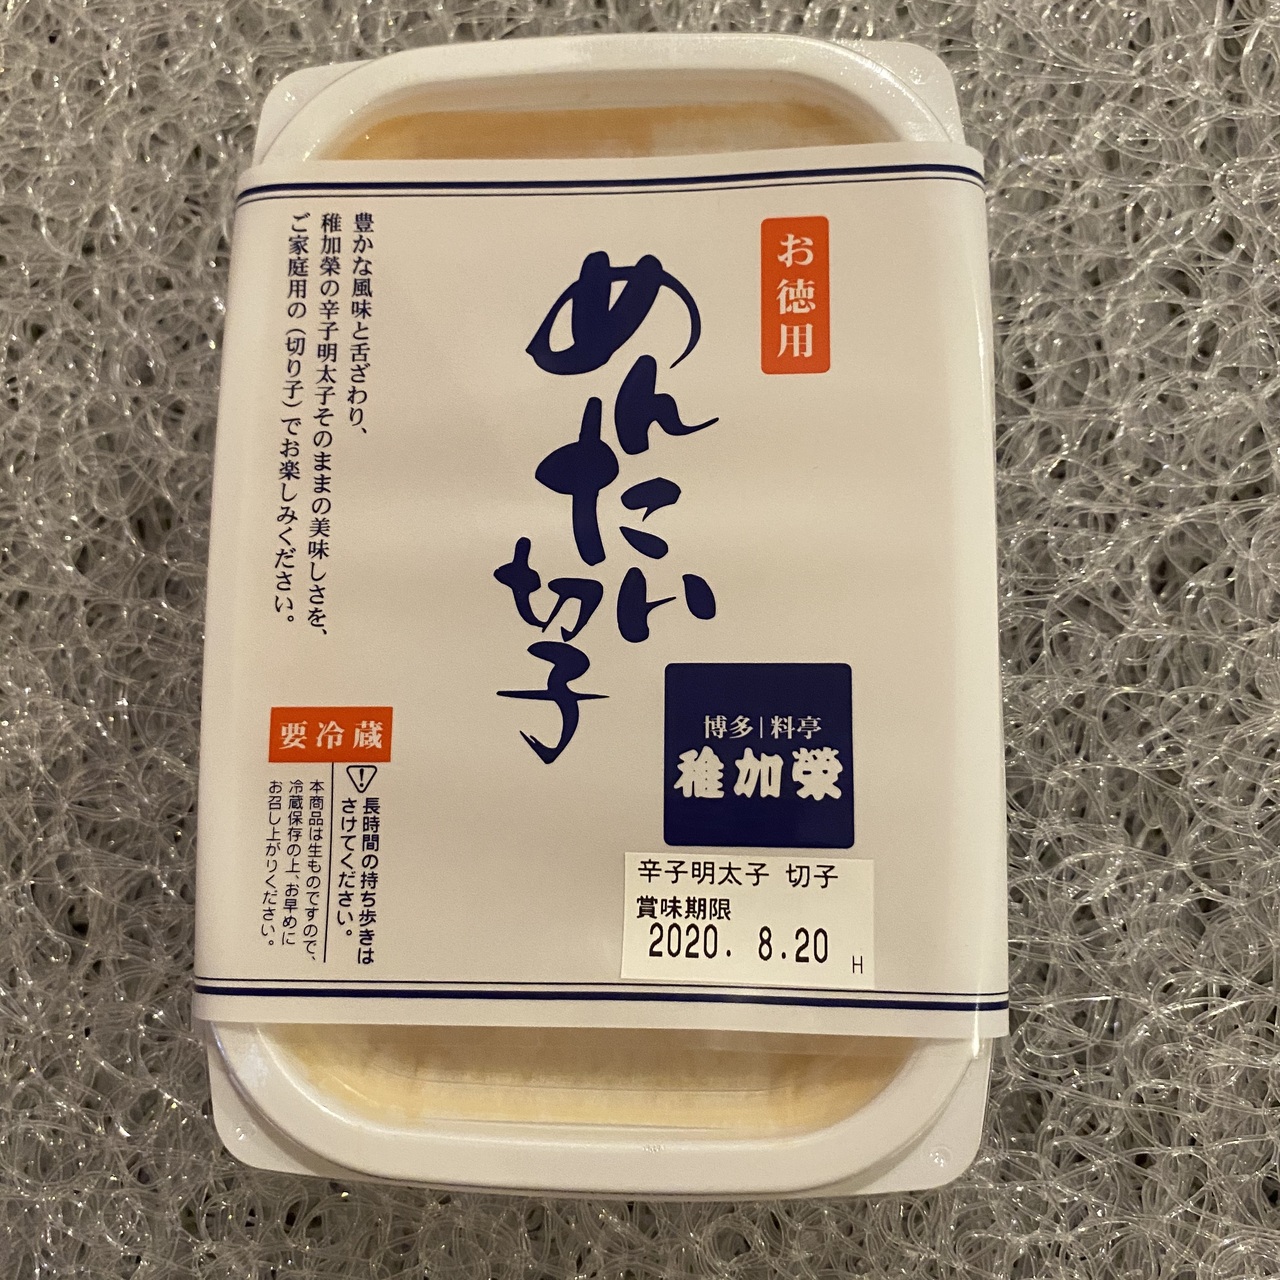 お徳用
めんたい
切子
豊かな風味と舌ざわり、
稚加榮の辛子明太子そのままの美味しさを、
ご家庭用の（切り子）でお楽しみください。
博多|料亭
稚加榮
要冷蔵
長時間の持ち歩きは
さけてください。
本商品は生ものですので、
冷蔵保存の上、お早めに
お召し上がりください。
辛子明太子 切子
賞味期限
2020. 8.20
H